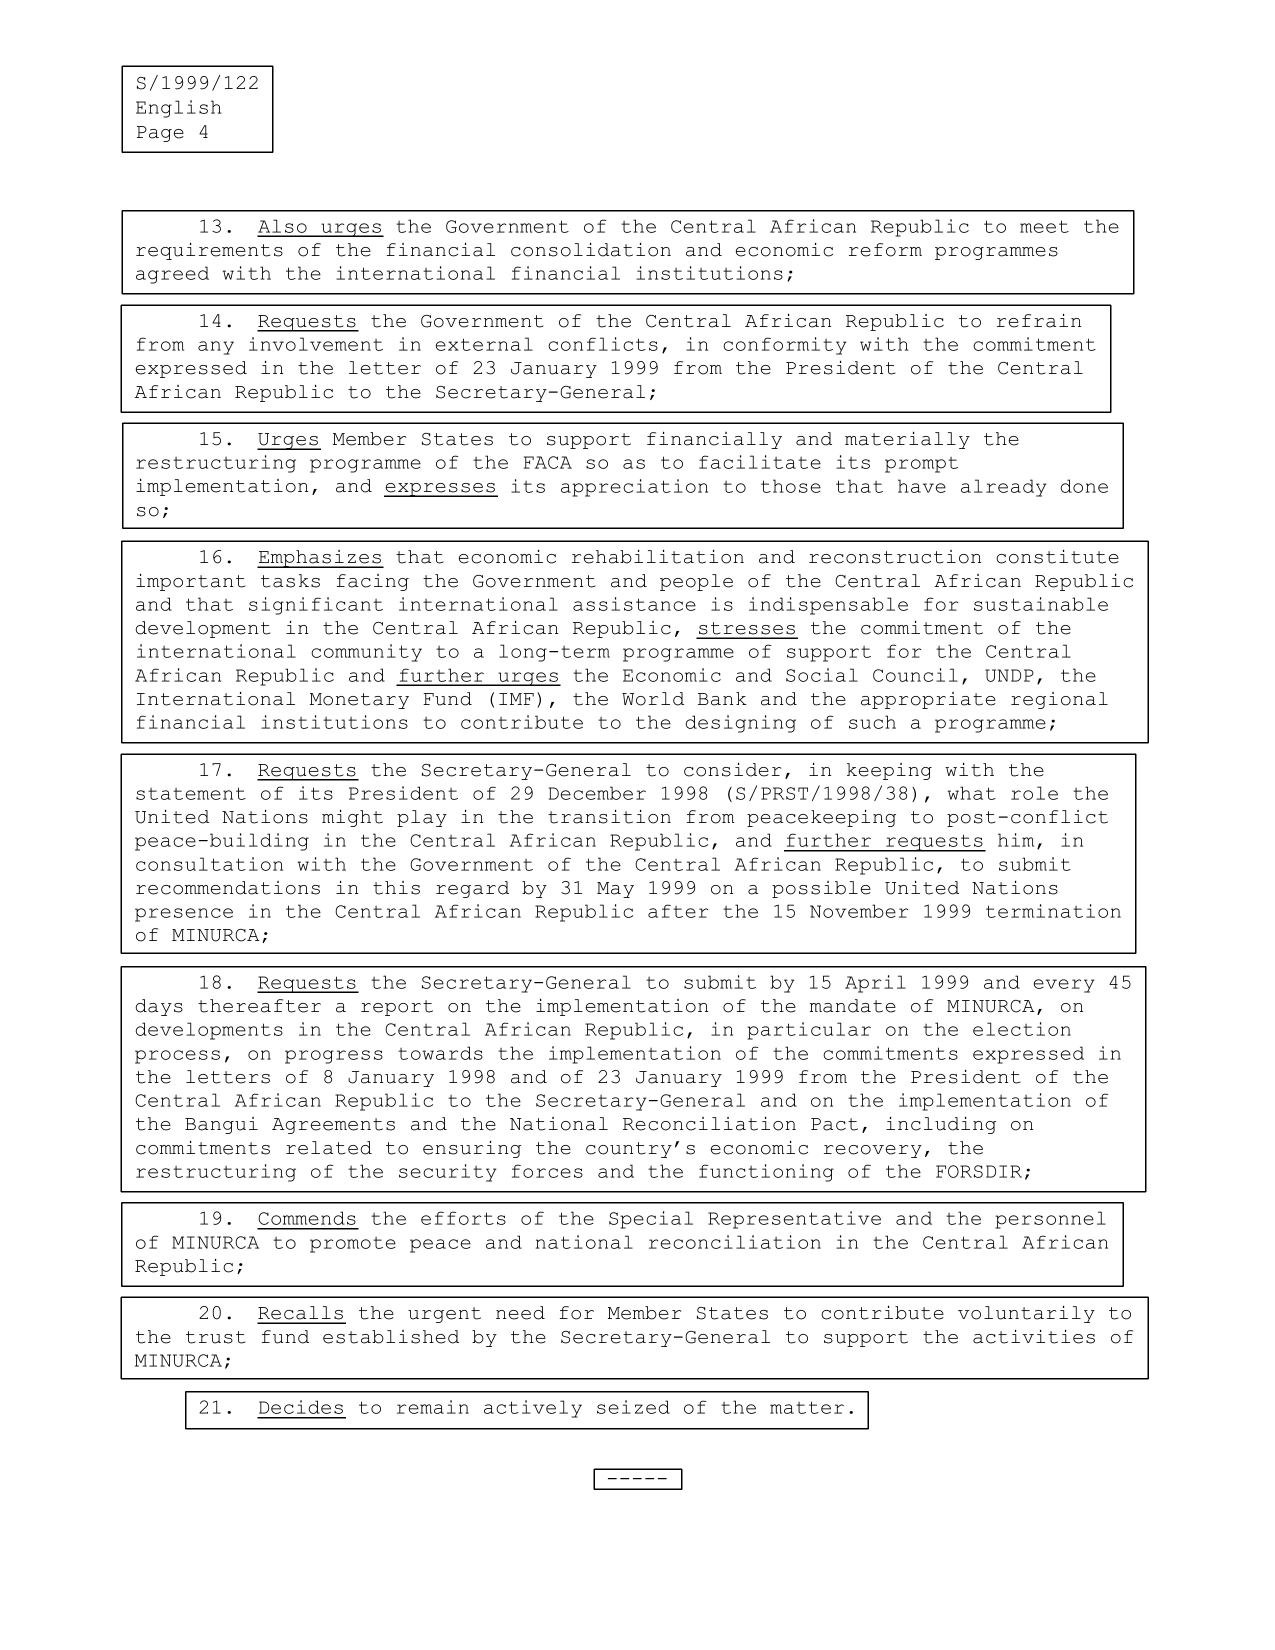 S/1999/122
English
Page 4
13. Also urges the Government of the Central African Republic to meet the
requirements of the financial consolidation and economic reform programmes
agreed with the international financial institutions;
14. Requests the Government of the Central African Republic to refrain
from any involvement in external conflicts, in conformity with the commitment
expressed in the letter of 23 January 1999 from the President of the Central
African Republic to the Secretary-General;
15. Urges Member States to support financially and materially the
restructuring programme of the FACA so as to facilitate its prompt
implementation, and expresses its appreciation to those that have already done
so;
16. Emphasizes that economic rehabilitation and reconstruction constitute
important tasks facing the Government and people of the Central African Republic
and that significant international assistance is indispensable for sustainable
development in the Central African Republic, stresses the commitment of the
international community to a long-term programme of support for the Central
African Republic and further urges the Economic and Social Council, UNDP, the
International Monetary Fund (IMF), the World Bank and the appropriate regional
financial institutions to contribute to the designing of such a programme;
17. Requests the Secretary-General to consider, in keeping with the
statement of its President of 29 December 1998 (S/PRST/1998/38), what role the
United Nations might play in the transition from peacekeeping to post-conflict
peace-building in the Central African Republic, and further requests him, in
consultation with the Government of the Central African Republic, to submit
recommendations in this regard by 31 May 1999 on a possible United Nations
presence in the Central African Republic after the 15 November 1999 termination
of MINURCA;
18. Requests the Secretary-General to submit by 15 April 1999 and every 45
days thereafter a report on the implementation of the mandate of MINURCA, on
developments in the Central African Republic, in particular on the election
process, on progress towards the implementation of the commitments expressed in
the letters of 8 January 1998 and of 23 January 1999 from the President of the
Central African Republic to the Secretary-General and on the implementation of
the Bangui Agreements and the National Reconciliation Pact, including on
commitments related to ensuring the country's economic recovery, the
restructuring of the security forces and the functioning of the FORSDIR;
19. Commends the efforts of the Special Representative and the personnel
of MINURCA to promote peace and national reconciliation in the Central African
Republic;
20. Recalls the urgent need for Member States to contribute voluntarily to
the trust fund established by the Secretary-General to support the activities of
MINURCA;
21. Decides to remain actively seized of the matter.
-----